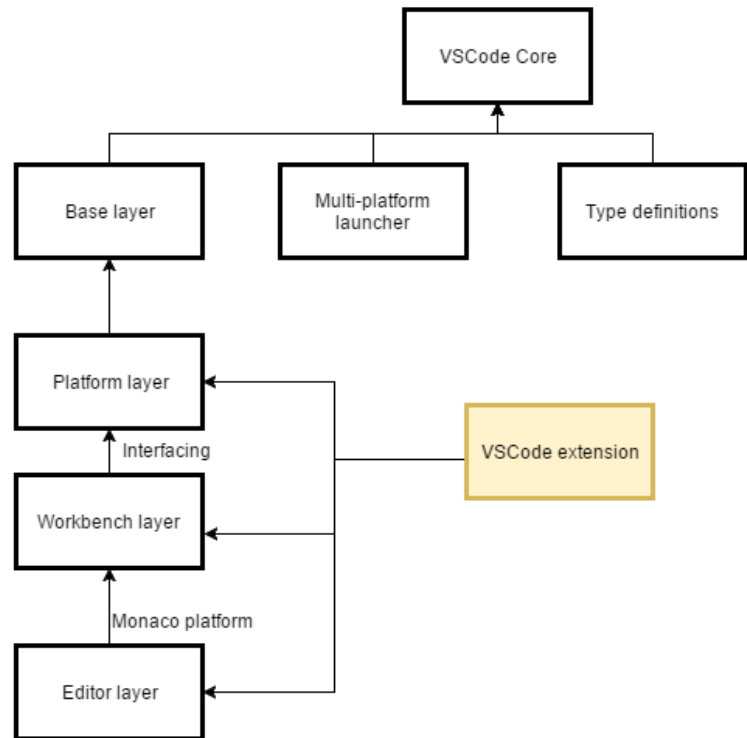 VSCode Core
Base layer
Multi-platform
launcher
Type definitions
Platform layer
VSCode extension
Interfacing
Workbench layer
Monaco platform
Editor layer